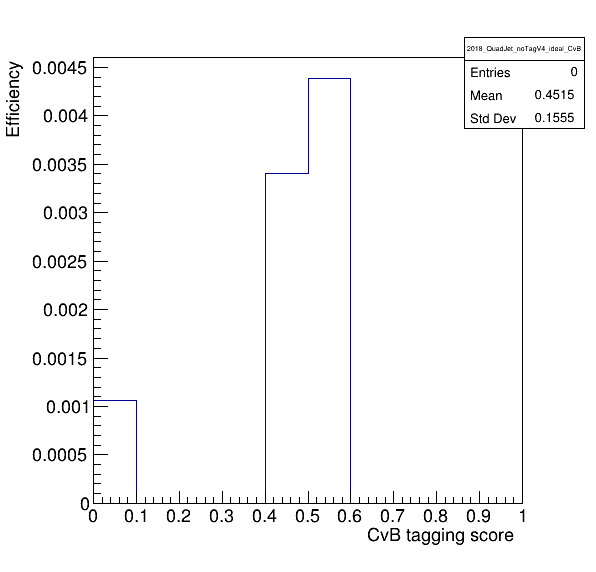 2018_QuadJet_noTagV4_ideal_CvB
Entries 0
Mean 0.4515
Std Dev 0.1555
Efficiency
0.0045
0.004
0.0035
0.003
0.0025
0.002
0.0015
0.001
0.0005
0
0 0.1 0.2 0.3 0.4 0.5 0.6 0.7 0.8 0.9 1
CvB tagging score